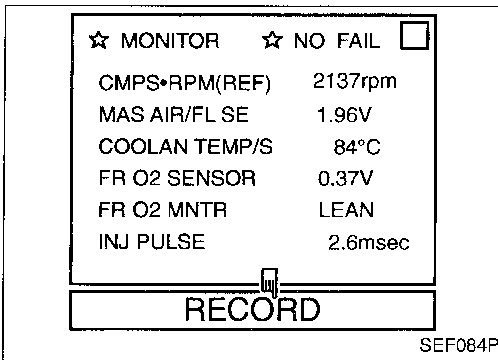 ☆ MONITOR ☆ NO FAIL
CMPS•RPM(REF) 2137rpm
MAS AIR/FL SE 1.96V
COOLAN TEMP/S 84°C
FR O2 SENSOR 0.37V
FR O2 MNTR LEAN
INJ PULSE 2.6msec
RECORD
SEF084P